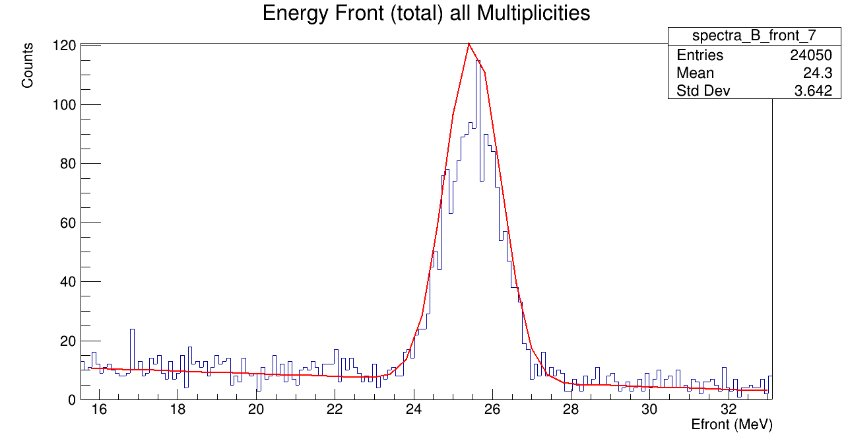 Energy Front (total) all Multiplicities
spectra_B_front_7
Entries 24050
Mean 24.3
Std Dev 3.642
Counts
120
100
80
60
40
20
0
16 18 20 22 24 26 28 30 32
Efront (MeV)